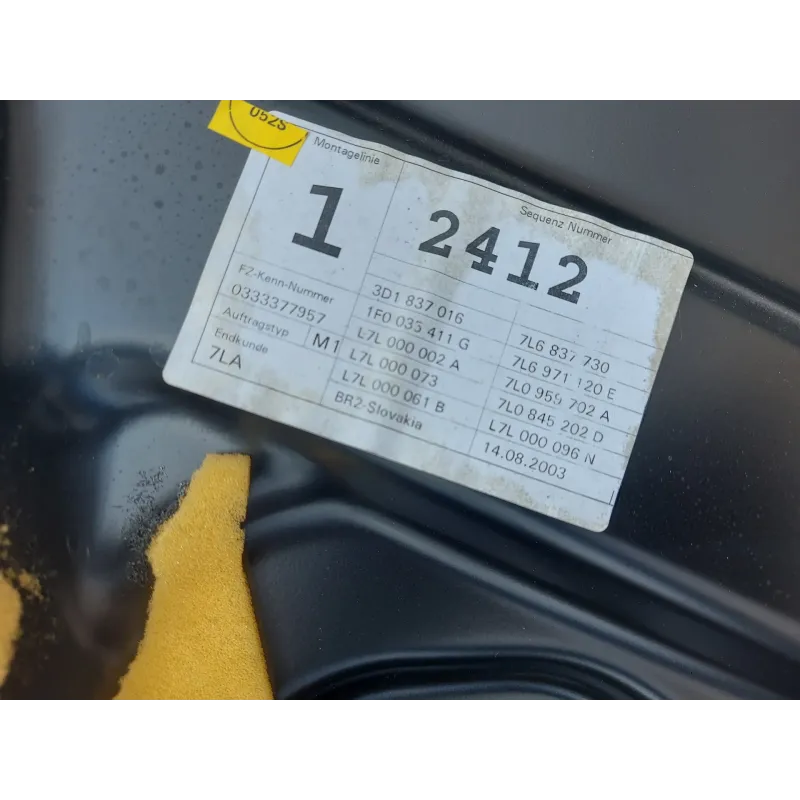 052S
Montagelinie
1
Sequenz Nummer
2412
F2-Kenn-Nummer
0333377957
Auftragstyp M1
Endkunde
7LA
3D1 837 016
1F0 035 411 G
L7L 000 002 A
L7L 000 073
L7L 000 061 B
BR2-Slovakia
7L6 837 730
7L6 971 120 E
7L0 959 702 A
7L0 845 202 D
L7L 000 096 N
14.08.2003